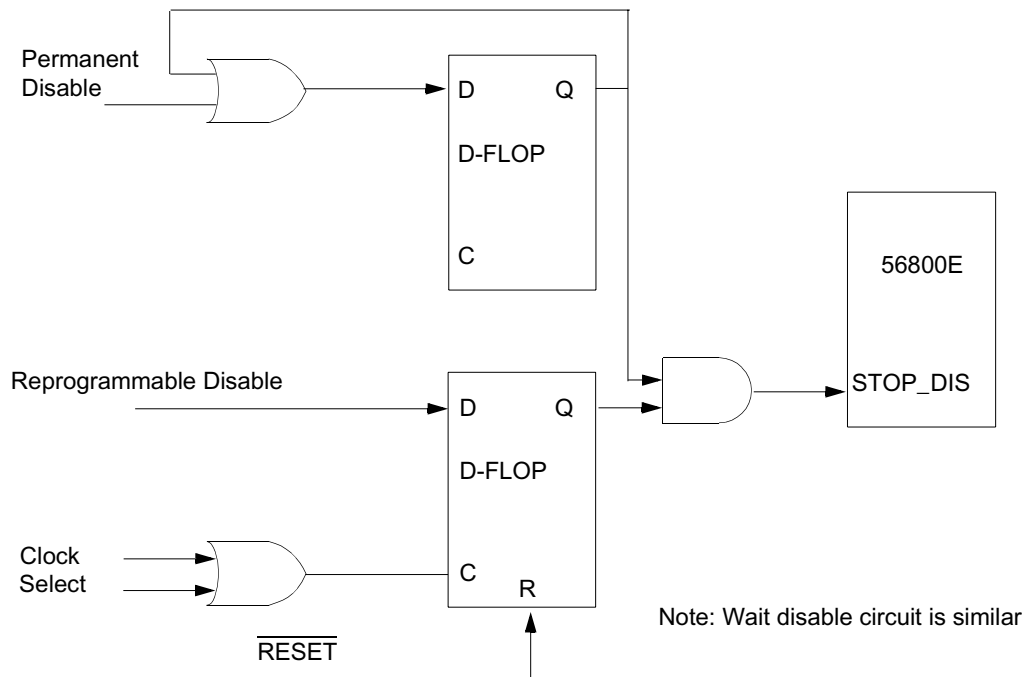 Permanent
Disable
D
Q
D-FLOP
C
56800E
STOP_DIS
Reprogrammable Disable
D
Q
D-FLOP
Clock
Select
C
R
RESET
Note: Wait disable circuit is similar